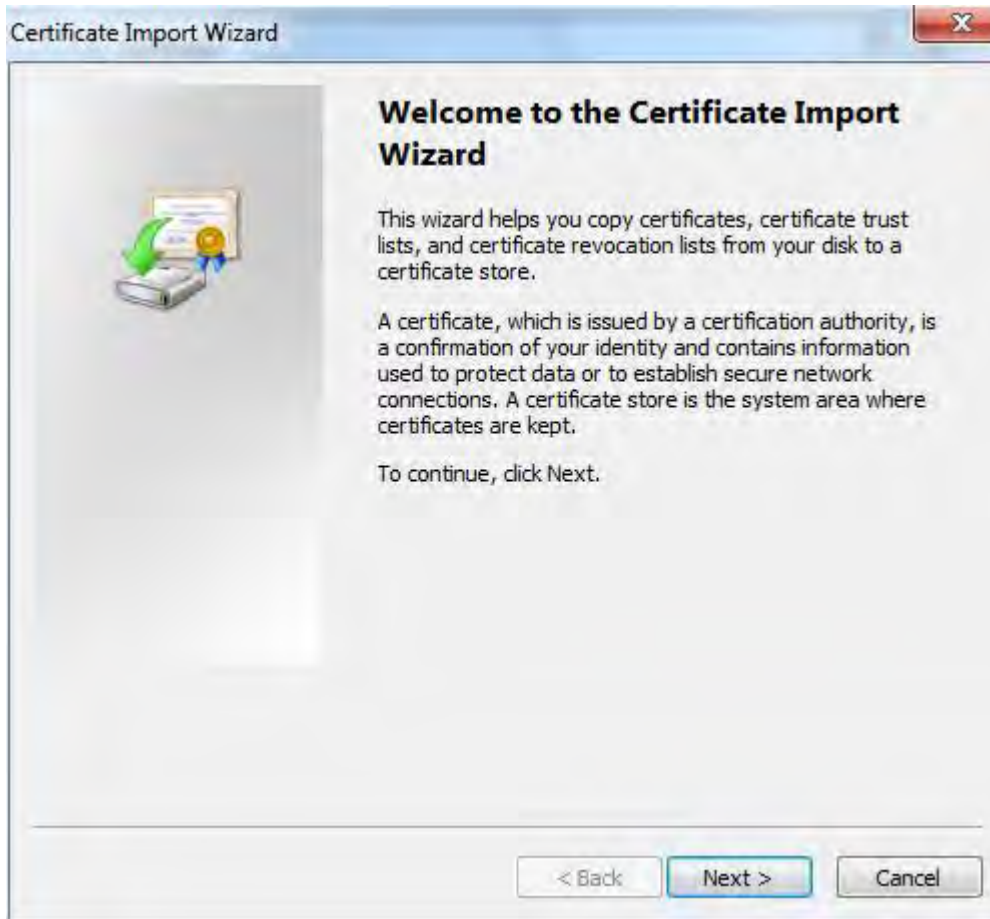 Certificate Import Wizard
Welcome to the Certificate Import
Wizard
This wizard helps you copy certificates, certificate trust
lists, and certificate revocation lists from your disk to a
certificate store.
A certificate, which is issued by a certification authority, is
a confirmation of your identity and contains information
used to protect data or to establish secure network
connections. A certificate store is the system area where
certificates are kept.
To continue, click Next.
< Back Next > Cancel